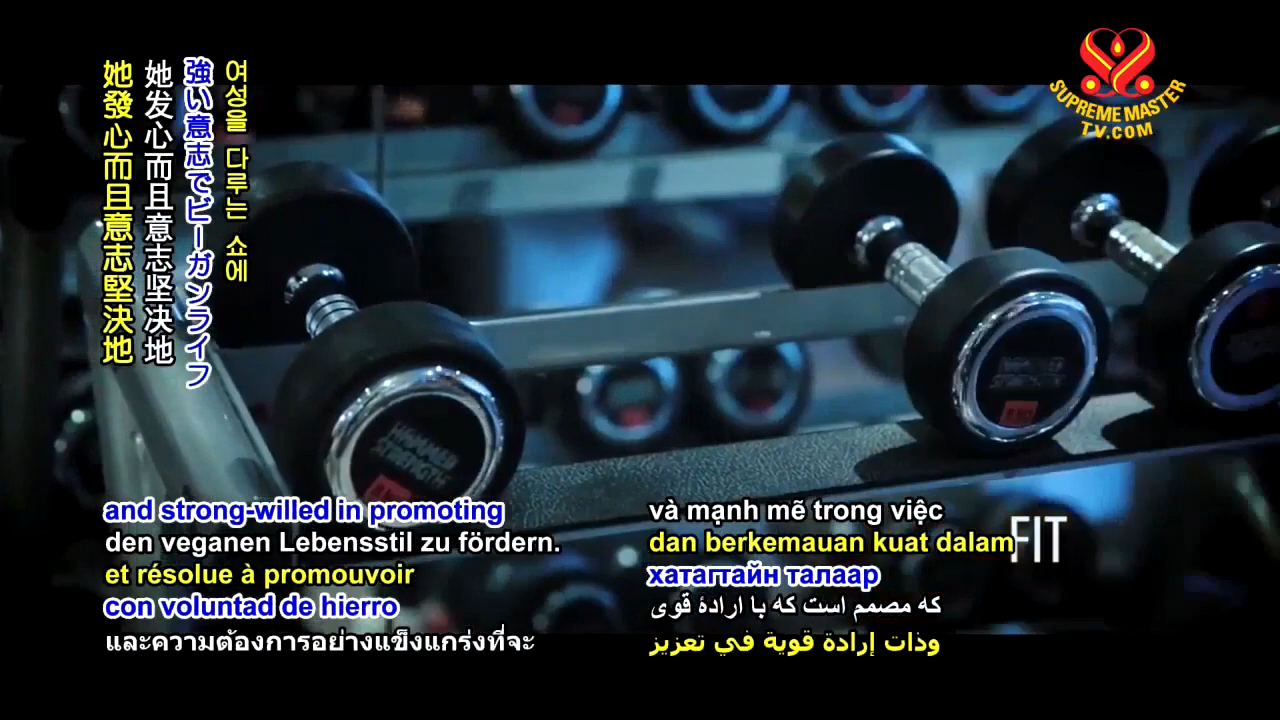 她發心而且意志堅決地
她发心而且意志坚决地
強い意志でビーガンライフ
여성을 다루는 쇼에
SUPREME MASTER
TV.COM
HAMMER
STRENGTH
HAMMER
STRENGTH
and strong-willed in promoting
den veganen Lebensstil zu fördern.
et résolue à promouvoir
con voluntad de hierro
และความต้องการอย่างแข็งแกร่งที่จะ
và mạnh mẽ trong việc
dan berkemauan kuat dalam
FIT
хатагтайн талаар
که مصمم است که با ارادۀ قوی
وذات إرادة قوية في تعزيز